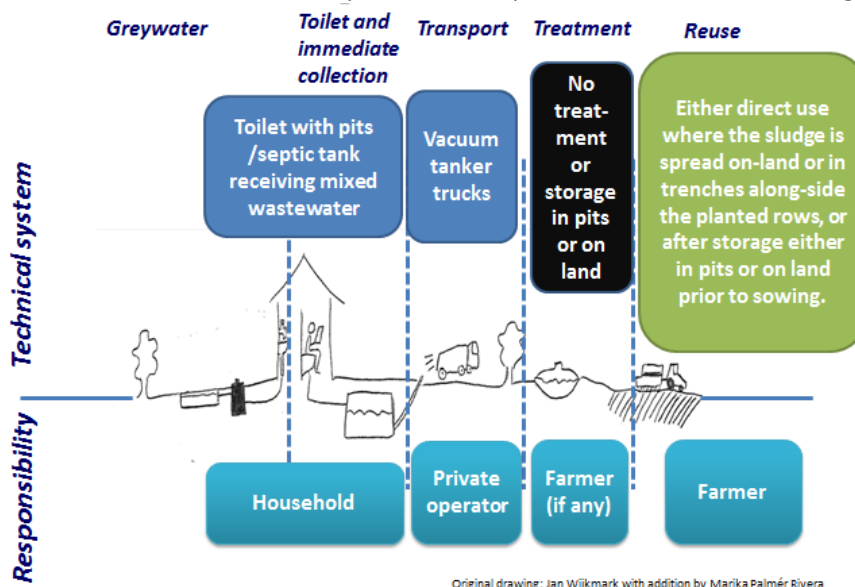 Greywater
Toilet and
immediate
collection
Transport
Treatment
Reuse
Technical system
Toilet with pits
/septic tank
receiving mixed
wastewater
Vacuum
tanker
trucks
No
treat-
ment
or
storage
in pits
or on
land
Either direct use
where the sludge is
spread on-land or in
trenches along-side
the planted rows, or
after storage either
in pits or on land
prior to sowing.
Responsibility
Household
Private
operator
Farmer
(if any)
Farmer
Original drawing: Jan Wijkmark with addition by Marika Palmér Rivera